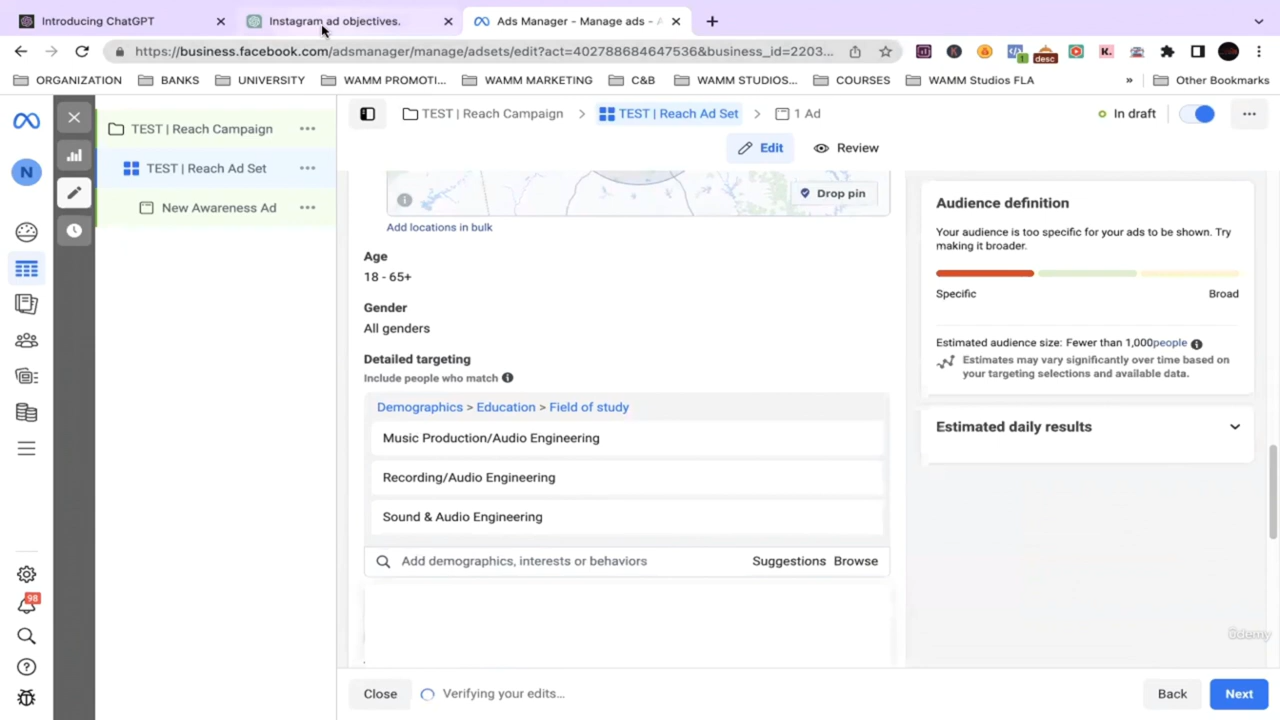 Introducing ChatGPT
Instagram ad objectives.
Ads Manager - Manage ads - A
https://business.facebook.com/adsmanager/manage/adsets/edit?act=402788684647536&business_id=2203...
1
desc
K.
ORGANIZATION
BANKS
UNIVERSITY
WAMM PROMOTI...
WAMM MARKETING
C&B
WAMM STUDIOS...
COURSES
WAMM Studios FLA
»
Other Bookmarks
TEST | Reach Campaign
TEST | Reach Ad Set
1 Ad
In draft
N
TEST | Reach Campaign
TEST | Reach Ad Set
New Awareness Ad
98
Edit
Review
Drop pin
Add locations in bulk
Age
18 - 65+
Gender
All genders
Detailed targeting
Include people who match
Demographics > Education > Field of study
Music Production/Audio Engineering
Recording/Audio Engineering
Sound & Audio Engineering
Add demographics, interests or behaviors
Suggestions
Browse
Audience definition
Your audience is too specific for your ads to be shown. Try
making it broader.
Specific
Broad
Estimated audience size: Fewer than 1,000people
Estimates may vary significantly over time based on
your targeting selections and available data.
Estimated daily results
ûdemy
Close
Verifying your edits...
Back
Next